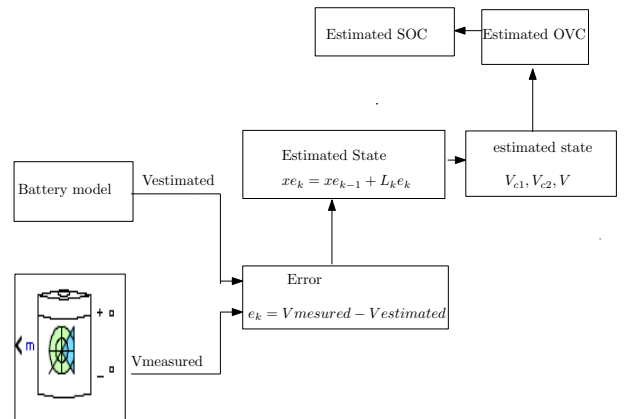 Estimated SOC
Estimated OVC
Estimated State
xe_k = xe_{k-1} + L_k e_k
estimated state
V_{c1}, V_{c2}, V
Battery model
Vestimated
Error
e_k = Vmesured - Vestimated
Vmeasured
+
m
-